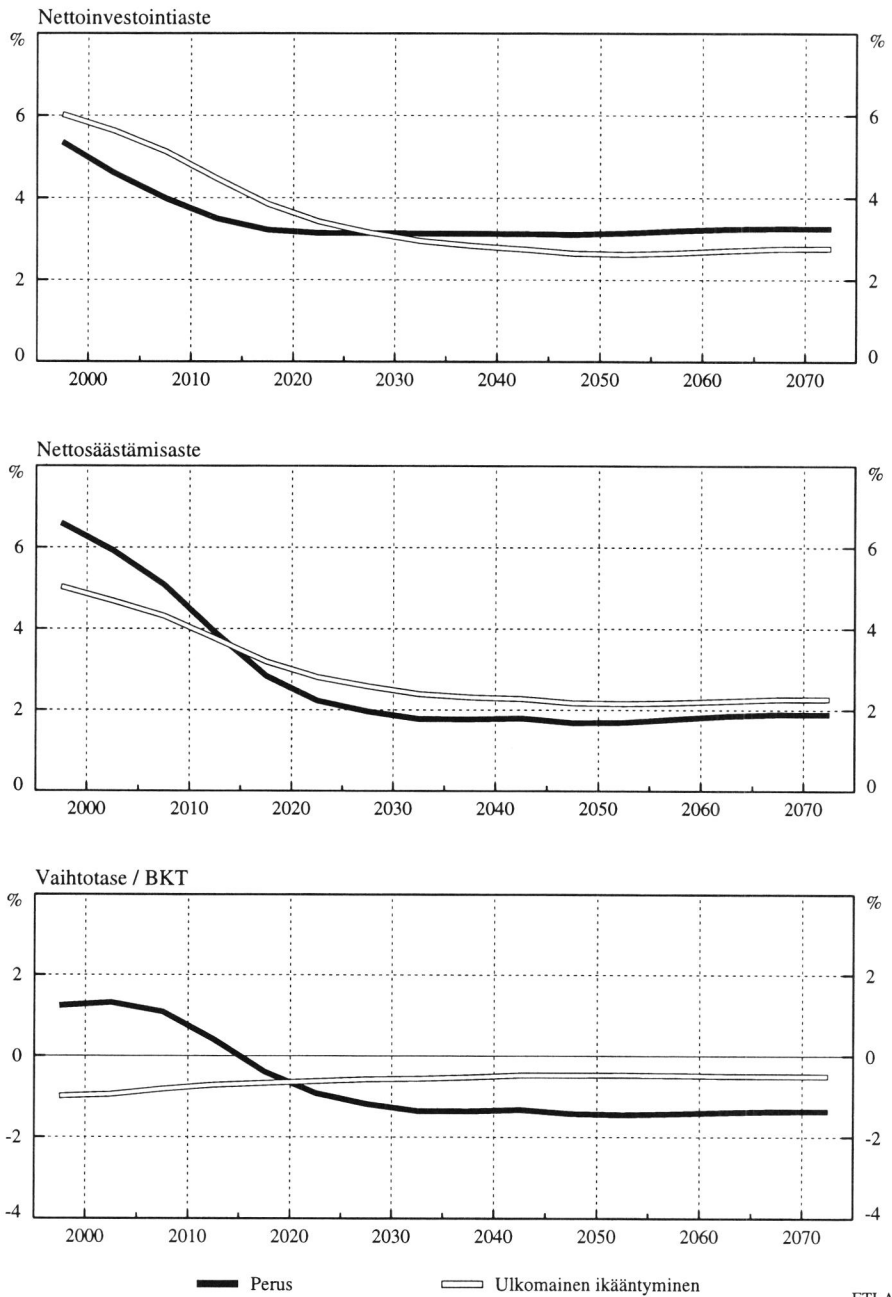 Nettoinvestointiaste
% %
6 6
4 4
2 2
0 0
2000 2010 2020 2030 2040 2050 2060 2070
Nettosäästämisaste
% %
6 6
4 4
2 2
0 0
2000 2010 2020 2030 2040 2050 2060 2070
Vaihtotase / BKT
% %
2 2
0 0
-2 -2
-4 -4
2000 2010 2020 2030 2040 2050 2060 2070
Perus Ulkomainen ikääntyminen